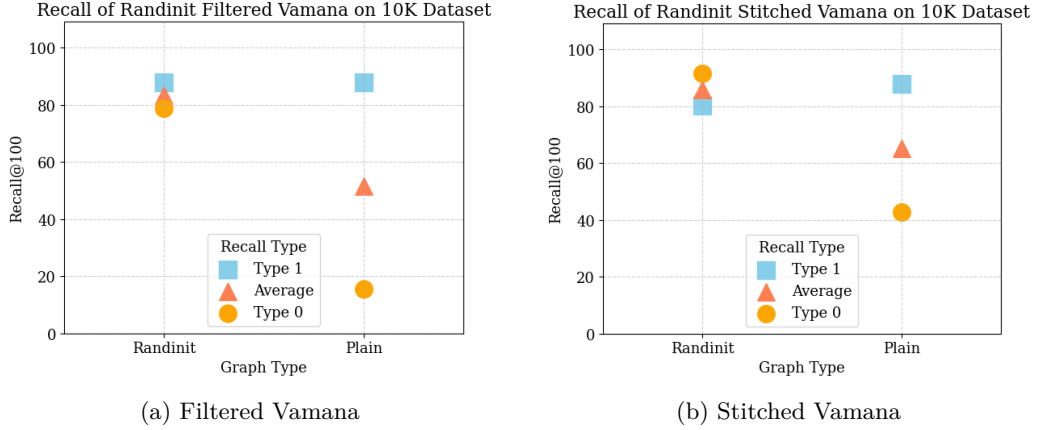 Recall of Randinit Filtered Vamana on 10K Dataset
100
80
60
40
20
0
Recall@100
Recall Type
Type 1
Average
Type 0
Randinit
Plain
Graph Type
(a) Filtered Vamana
Recall of Randinit Stitched Vamana on 10K Dataset
100
80
60
40
20
0
Recall@100
Recall Type
Type 1
Average
Type 0
Randinit
Plain
Graph Type
(b) Stitched Vamana